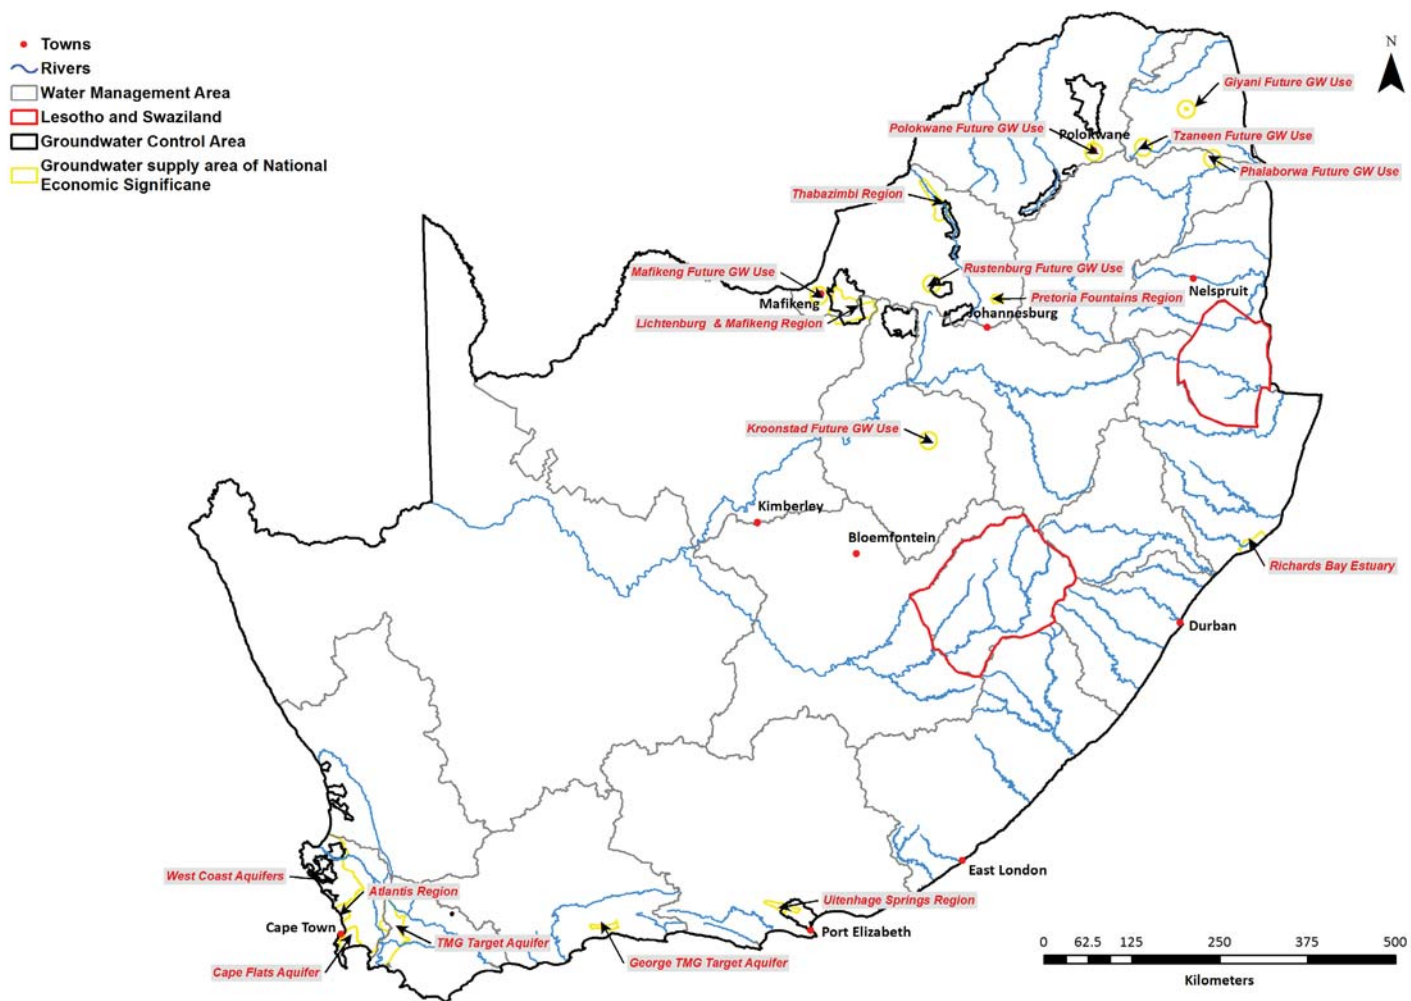 Towns
Rivers
Water Management Area
Lesotho and Swaziland
Groundwater Control Area
Groundwater supply area of National
Economic Significane
N
Giyani Future GW Use
Polokwane Future GW Use
Polokwane
Tzaneen Future GW Use
Phalaborwa Future GW Use
Thabazimbi Region
Mafikeng Future GW Use
Rustenburg Future GW Use
Mafikeng
Pretoria Fountains Region
Nelspruit
Lichtenburg & Mafikeng Region
Johannesburg
Kroonstad Future GW Use
Kimberley
Bloemfontein
Richards Bay Estuary
Durban
East London
West Coast Aquifers
Atlantis Region
Uitenhage Springs Region
Cape Town
Port Elizabeth
TMG Target Aquifer
Cape Flats Aquifer
George TMG Target Aquifer
0 62.5 125 250 375 500
Kilometers